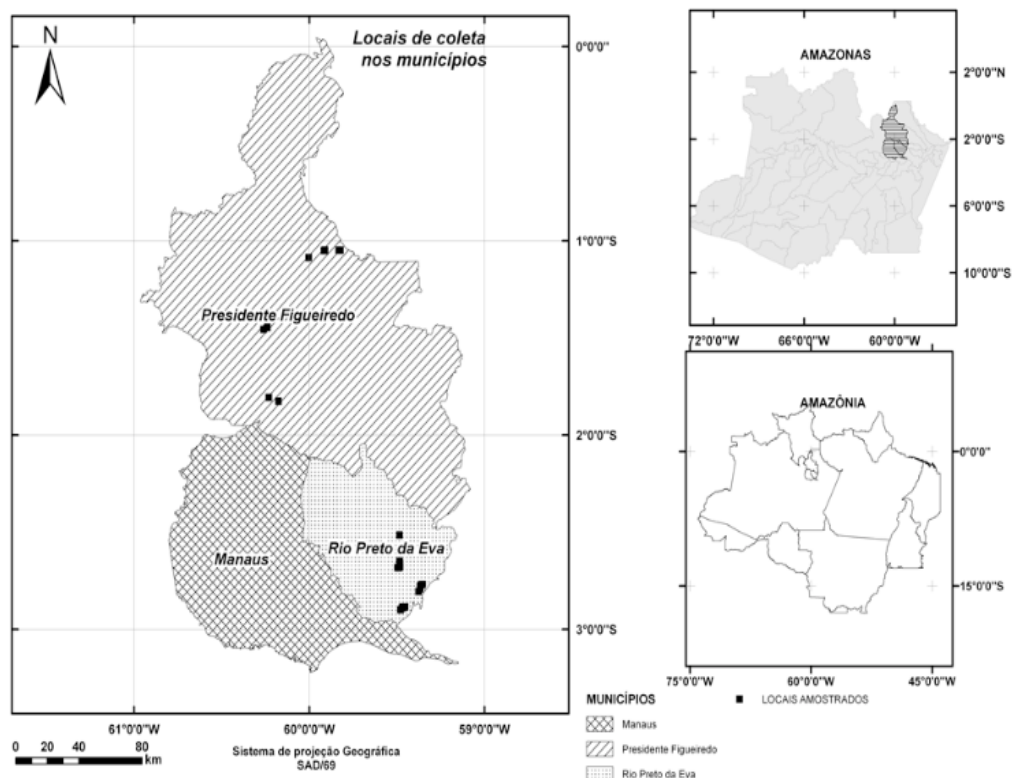 N
Locais de coleta
nos municípios
0°0'0"
1°0'0"S
2°0'0"S
3°0'0"S
Presidente Figueiredo
Rio Preto da Eva
Manaus
61°0'0"W
60°0'0"W
59°0'0"W
0 20 40 80
km
Sistema de projeção Geográfica
SAD/69
AMAZONAS
2°0'0"N
2°0'0"S
6°0'0"S
10°0'0"S
72°0'0"W
66°0'0"W
60°0'0"W
AMAZÔNIA
0°0'0"
15°0'0"S
75°0'0"W
60°0'0"W
45°0'0"W
MUNICÍPIOS
LOCAIS AMOSTRADOS
Manaus
Presidente Figueiredo
Rio Preto da Eva